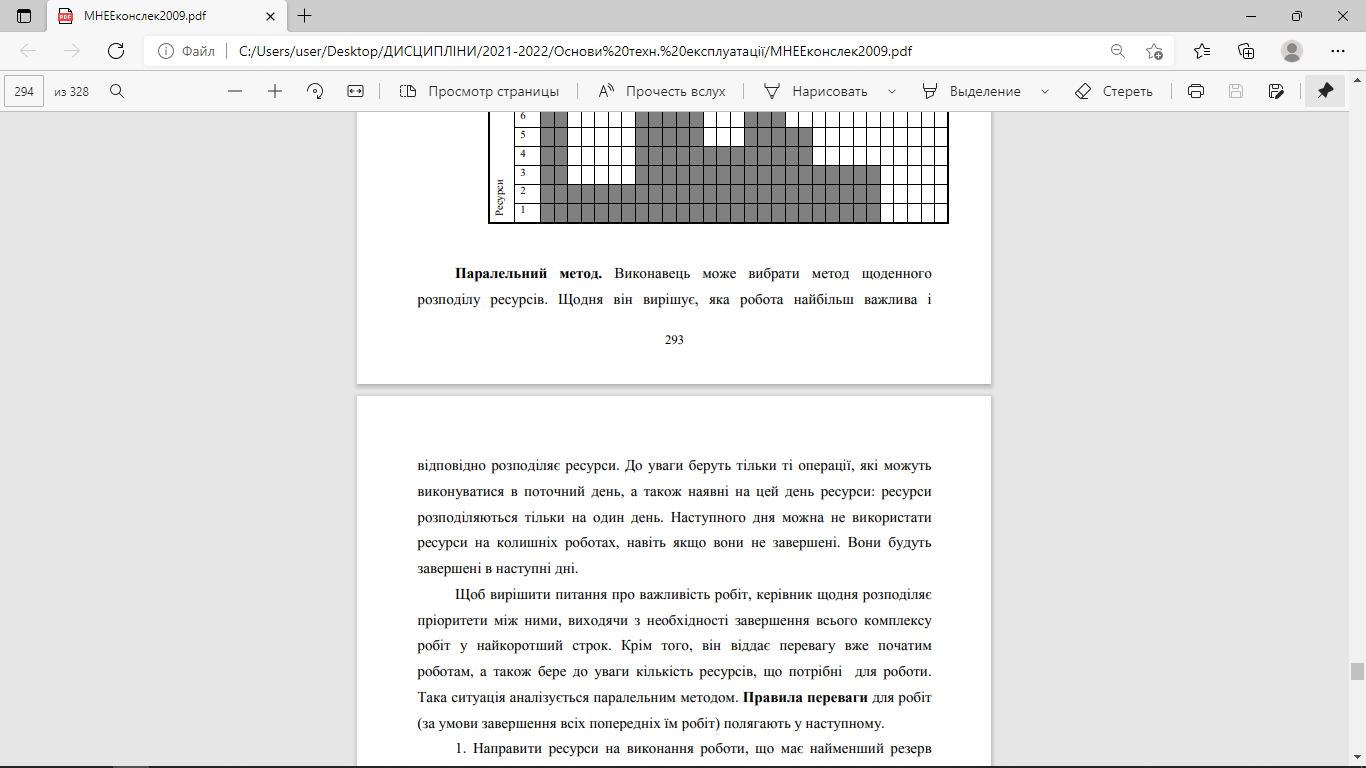 МНЕЕконслек2009.pdf
Файл
C:/Users/user/Desktop/ДИСЦИПЛІНИ/2021-2022/Основи%20техн.%20експлуатації/МНЕЕконслек2009.pdf
294 из 328
Просмотр страницы
Прочесть вслух
Нарисовать
Выделение
Стереть
6
5
4
3
2
1
Ресурси
Паралельний метод. Виконавець може вибрати метод щоденного
розподілу ресурсів. Щодня він вирішує, яка робота найбільш важлива і
293
відповідно розподіляє ресурси. До уваги беруть тільки ті операції, які можуть
виконуватися в поточний день, а також наявні на цей день ресурси: ресурси
розподіляються тільки на один день. Наступного дня можна не використати
ресурси на колишніх роботах, навіть якщо вони не завершені. Вони будуть
завершені в наступні дні.
Щоб вирішити питання про важливість робіт, керівник щодня розподіляє
пріоритети між ними, виходячи з необхідності завершення всього комплексу
робіт у найкоротший строк. Крім того, він віддає перевагу вже початим
роботам, а також бере до уваги кількість ресурсів, що потрібні для роботи.
Така ситуація аналізується паралельним методом. Правила переваги для робіт
(за умови завершення всіх попередніх їм робіт) полягають у наступному.
1. Направити ресурси на виконання роботи, що має найменший резерв